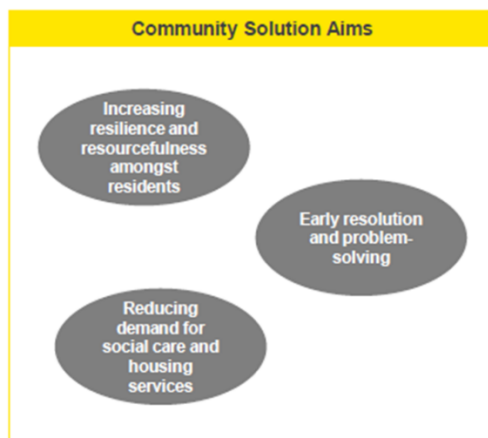 Community Solution Aims
Increasing
resilience and
resourcefulness
amongst
residents
Early resolution
and problem-
solving
Reducing
demand for
social care and
housing
services